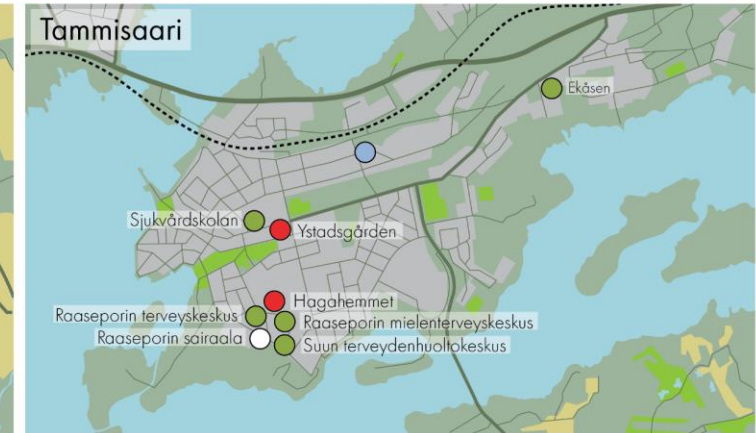 Tammisaari
Ekåsen
Sjukvårdskolan
Ystadsgården
Hagahemmet
Raaseporin terveyskeskus
Raaseporin mielenterveyskeskus
Raaseporin sairaala
Suun terveydenhuoltokeskus